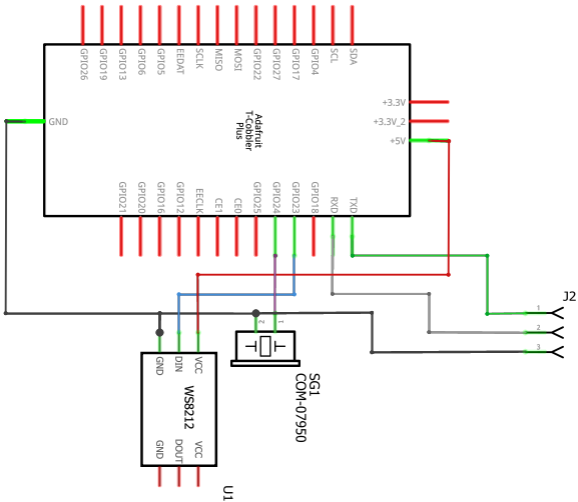 GPIO26
GPIO19
GPIO13
GPIO6
GPIO5
EEDAT
SCLK
MISO
MOSI
GPIO22
GPIO27
GPIO17
GPIO4
SCL
SDA
+3.3V
+3.3V_2
+5V
GND
Adafruit
T-Cobbler
Plus
GPIO21
GPIO20
GPIO16
GPIO12
EECLK
CE1
CE0
GPIO25
GPIO24
GPIO23
GPIO18
RXD
TXD
J2
1
2
3
2
1
GND
DIN
VCC
WS8212
GND
DOUT
VCC
U1
SG1
COM-07950